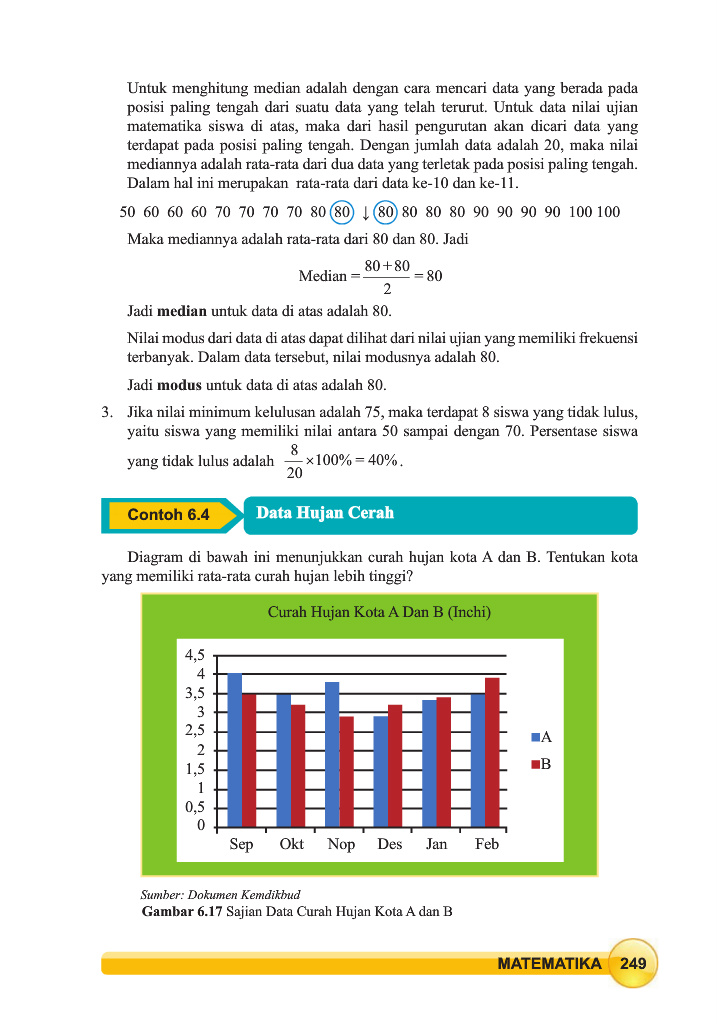 Untuk menghitung median adalah dengan cara mencari data yang berada pada
posisi paling tengah dari suatu data yang telah terurut. Untuk data nilai ujian
matematika siswa di atas, maka dari hasil pengurutan akan dicari data yang
terdapat pada posisi paling tengah. Dengan jumlah data adalah 20, maka nilai
mediannya adalah rata-rata dari dua data yang terletak pada posisi paling tengah.
Dalam hal ini merupakan rata-rata dari data ke-10 dan ke-11.
50 60 60 60 70 70 70 70 80 80 ↓ 80 80 80 80 90 90 90 90 100 100
Maka mediannya adalah rata-rata dari 80 dan 80. Jadi
Median = (80 + 80)/2 = 80
Jadi median untuk data di atas adalah 80.
Nilai modus dari data di atas dapat dilihat dari nilai ujian yang memiliki frekuensi
terbanyak. Dalam data tersebut, nilai modusnya adalah 80.
Jadi modus untuk data di atas adalah 80.
3. Jika nilai minimum kelulusan adalah 75, maka terdapat 8 siswa yang tidak lulus,
yaitu siswa yang memiliki nilai antara 50 sampai dengan 70. Persentase siswa
yang tidak lulus adalah 8/20 ×100% = 40%.
Contoh 6.4 Data Hujan Cerah
Diagram di bawah ini menunjukkan curah hujan kota A dan B. Tentukan kota
yang memiliki rata-rata curah hujan lebih tinggi?
Curah Hujan Kota A Dan B (Inchi)
4,5
4
3,5
3
2,5
2
1,5
1
0,5
0
Sep Okt Nop Des Jan Feb
A
B
Sumber: Dokumen Kemdikbud
Gambar 6.17 Sajian Data Curah Hujan Kota A dan B
MATEMATIKA 249